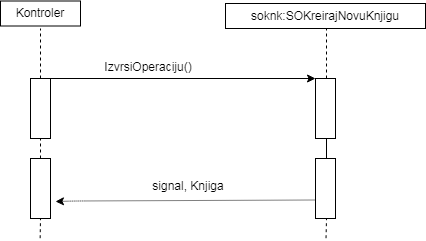 Kontroler
soknk:SOKreirajNovuKnjigu
IzvrsiOperaciju()
signal, Knjiga